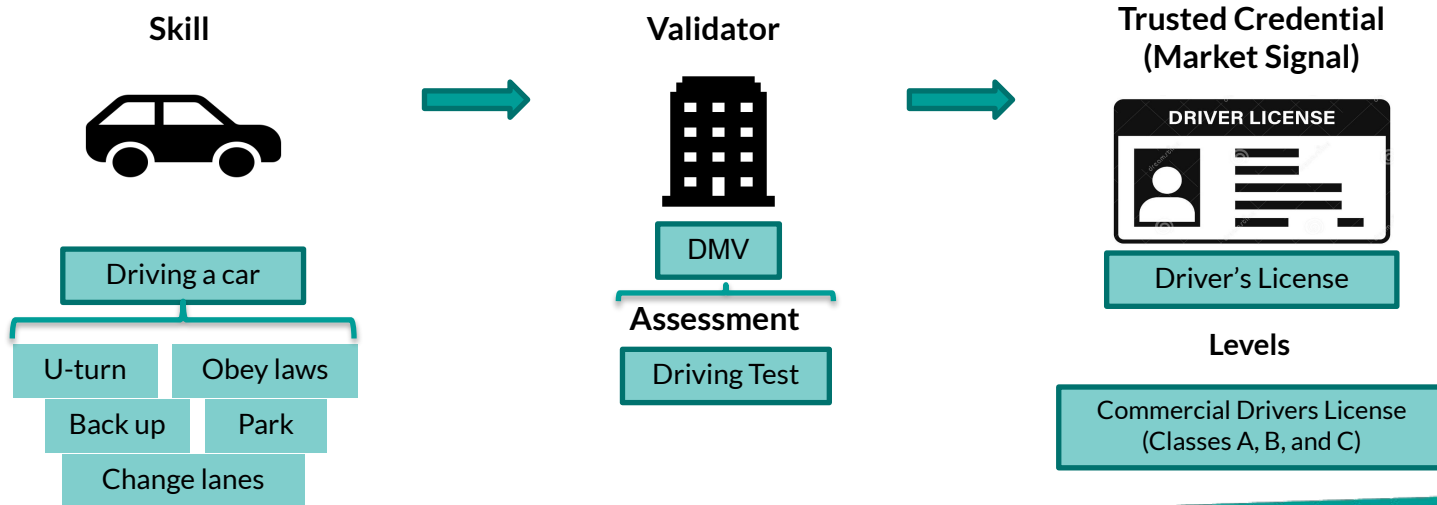 Skill
Driving a car
U-turn
Obey laws
Back up
Park
Change lanes
Validator
DMV
Assessment
Driving Test
Trusted Credential
(Market Signal)
DRIVER LICENSE
Driver’s License
Levels
Commercial Drivers License
(Classes A, B, and C)